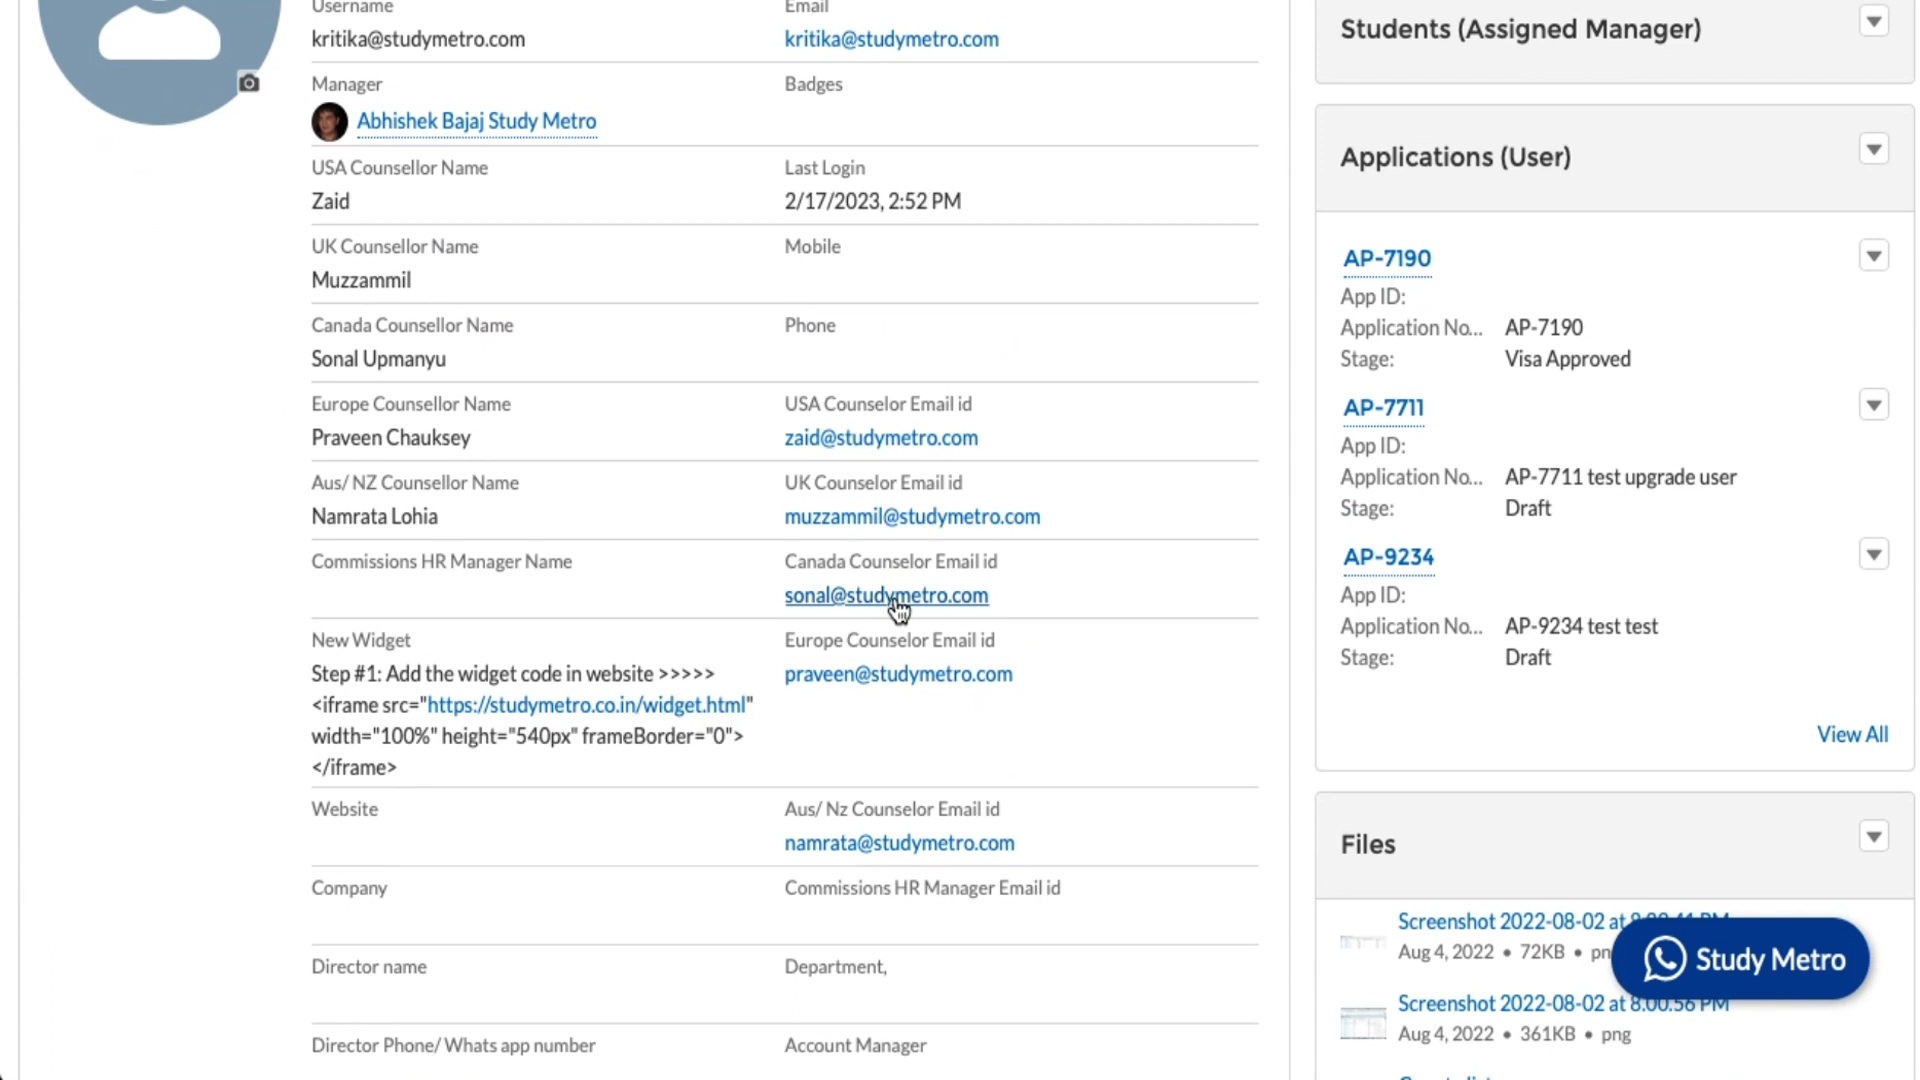 Username
kritika@studymetro.com
Email
kritika@studymetro.com
Manager
Abhishek Bajaj Study Metro
Badges
USA Counsellor Name
Zaid
Last Login
2/17/2023, 2:52 PM
UK Counsellor Name
Muzzammil
Mobile
Canada Counsellor Name
Sonal Upmanyu
Phone
Europe Counsellor Name
Praveen Chauksey
USA Counselor Email id
zaid@studymetro.com
Aus/ NZ Counsellor Name
Namrata Lohia
UK Counselor Email id
muzzammil@studymetro.com
Commissions HR Manager Name
Canada Counselor Email id
sonal@studymetro.com
New Widget
Step #1: Add the widget code in website >>>>>
<iframe src="https://studymetro.co.in/widget.html"
width="100%" height="540px" frameBorder="0">
</iframe>
Europe Counselor Email id
praveen@studymetro.com
Website
Aus/ Nz Counselor Email id
namrata@studymetro.com
Company
Commissions HR Manager Email id
Director name
Department,
Director Phone/ Whats app number
Account Manager
Students (Assigned Manager)
Applications (User)
AP-7190
App ID:
Application No... AP-7190
Stage: Visa Approved
AP-7711
App ID:
Application No... AP-7711 test upgrade user
Stage: Draft
AP-9234
App ID:
Application No... AP-9234 test test
Stage: Draft
View All
Files
Screenshot 2022-08-02 at PM
Aug 4, 2022 • 72KB •
Study Metro
Screenshot 2022-08-02 at 8.00.56 PM
Aug 4, 2022 • 361KB • png